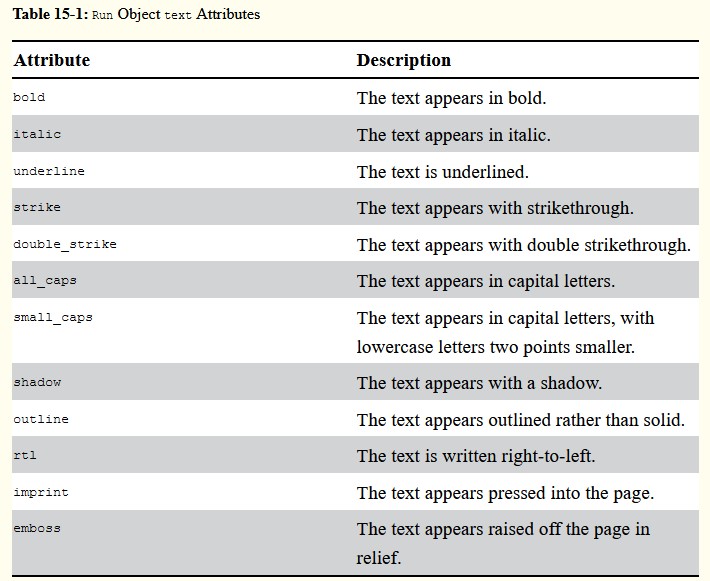 Table 15-1: Run Object text Attributes
Attribute Description
bold The text appears in bold.
italic The text appears in italic.
underline The text is underlined.
strike The text appears with strikethrough.
double_strike The text appears with double strikethrough.
all_caps The text appears in capital letters.
small_caps The text appears in capital letters, with
lowercase letters two points smaller.
shadow The text appears with a shadow.
outline The text appears outlined rather than solid.
rtl The text is written right-to-left.
imprint The text appears pressed into the page.
emboss The text appears raised off the page in
relief.